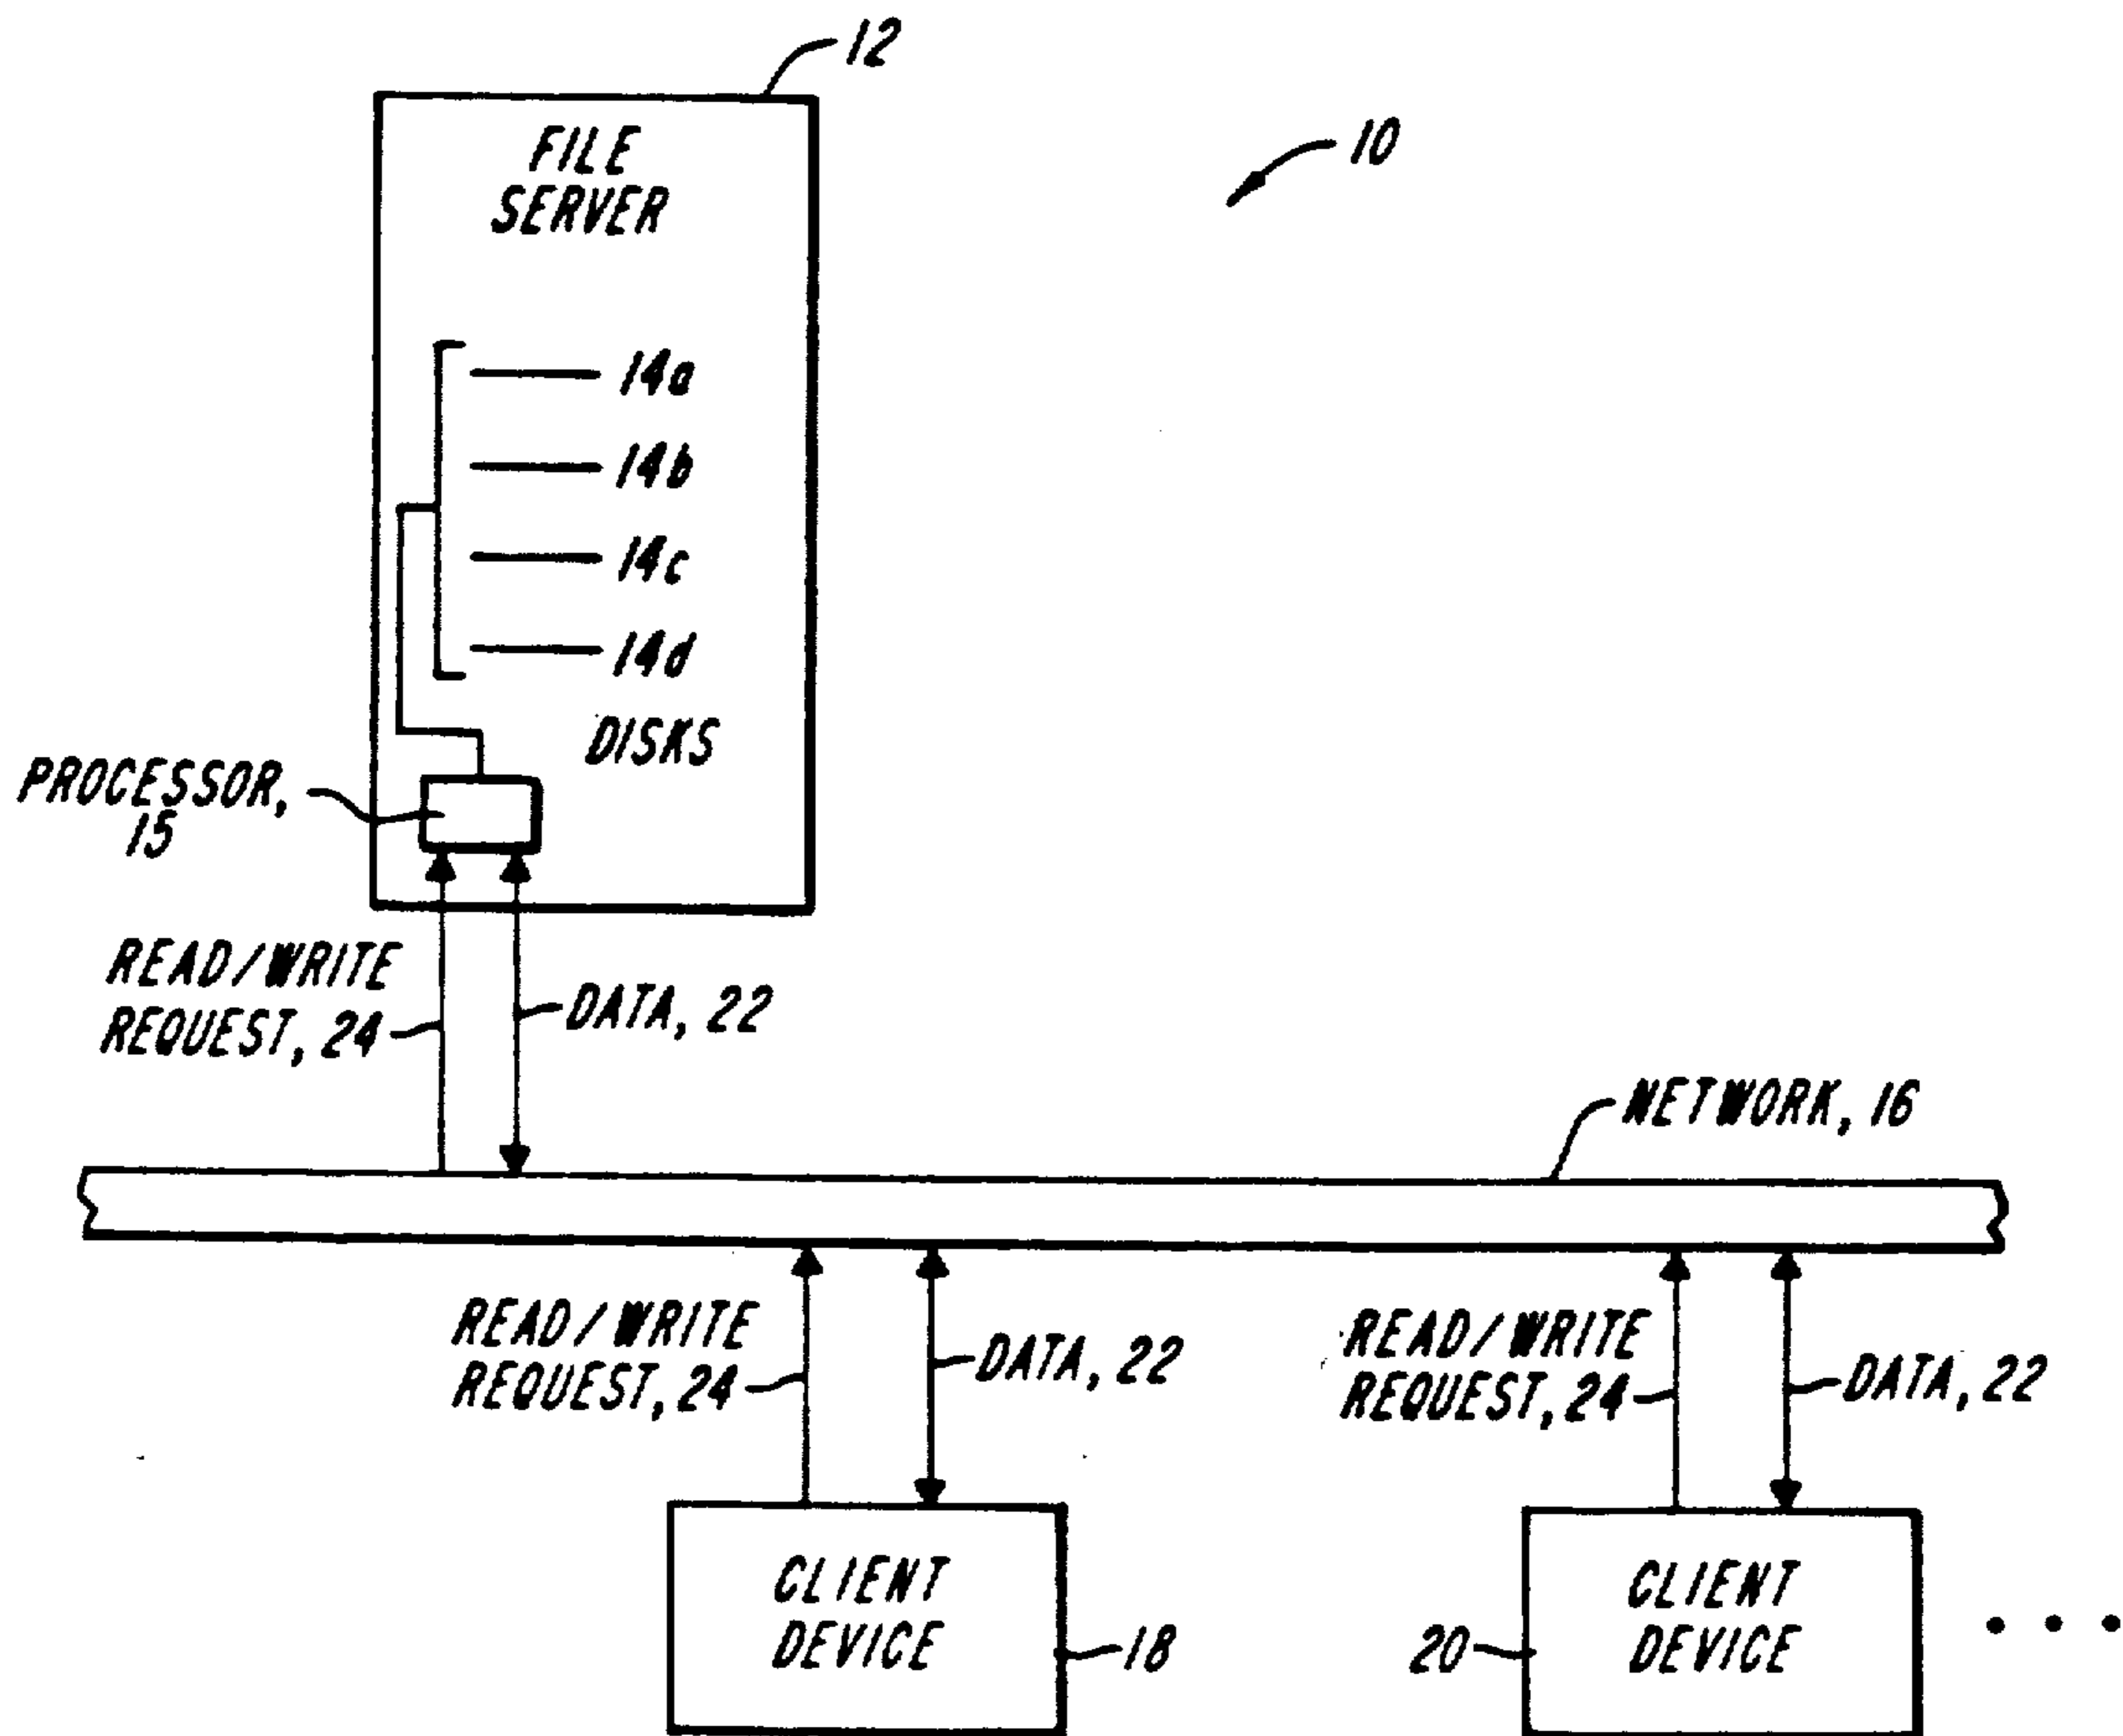 12
10
FILE
SERVER
14a
14b
14c
14d
DISKS
PROCESSOR,
15
READ/WRITE
REQUEST, 24
DATA, 22
NETWORK, 16
READ/WRITE
REQUEST, 24
DATA, 22
READ/WRITE
REQUEST, 24
DATA, 22
CLIENT
DEVICE
18
20
CLIENT
DEVICE
• • •